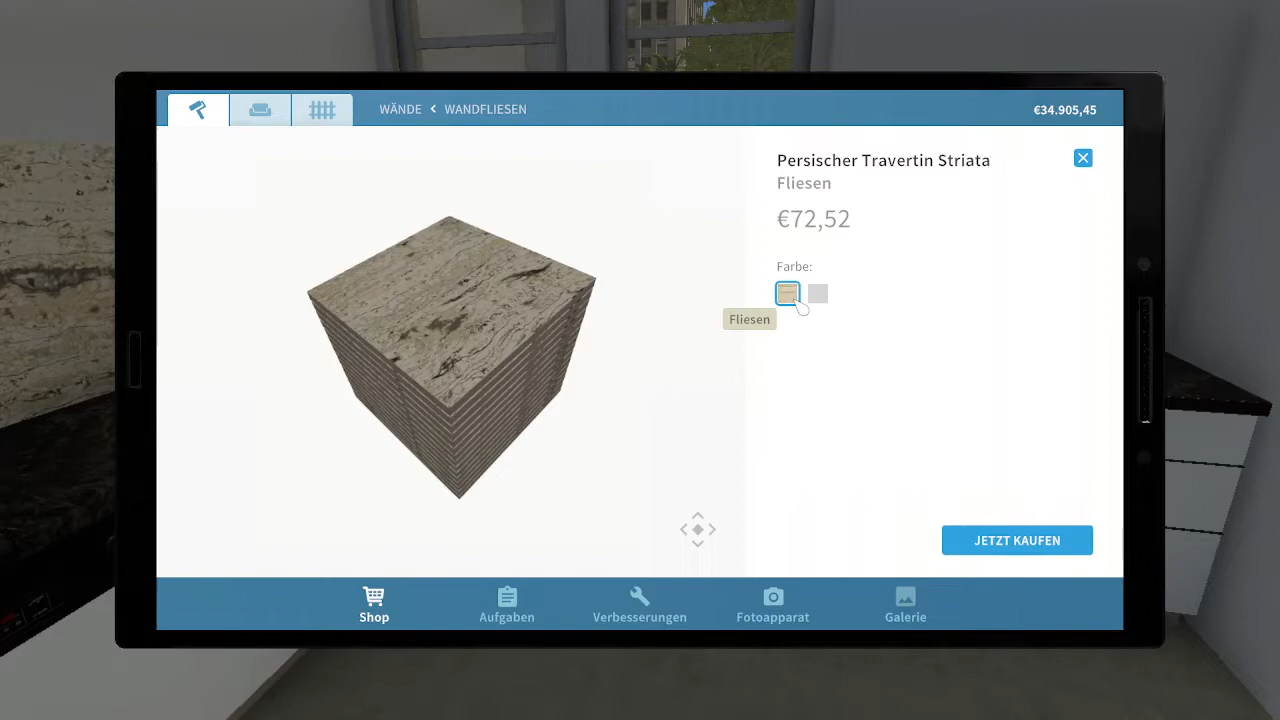 WÄNDE < WANDFLIESEN
€34.905,45
Persischer Travertin Striata
Fliesen
€72,52
Farbe:
Fliesen
JETZT KAUFEN
Shop
Aufgaben
Verbesserungen
Fotoapparat
Galerie